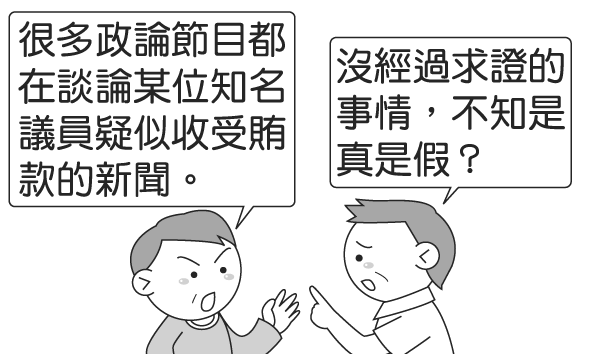 很多政論節目都
在談論某位知名
議員疑似收受賄
款的新聞。
沒經過求證的
事情，不知是
真是假？